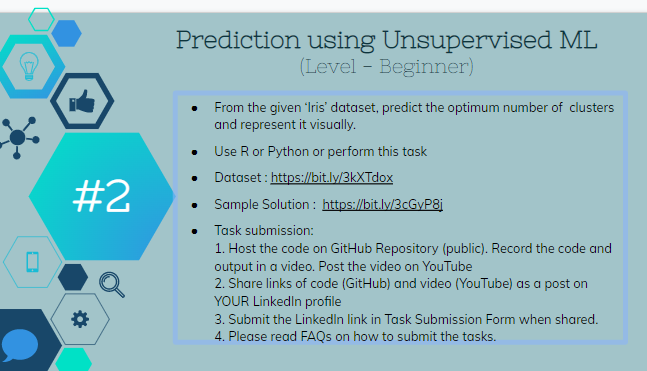 Prediction using Unsupervised ML
(Level - Beginner)
#2
● From the given ‘Iris’ dataset, predict the optimum number of clusters
and represent it visually.
● Use R or Python or perform this task
● Dataset : https://bit.ly/3kXTdox
● Sample Solution : https://bit.ly/3cGyP8j
● Task submission:
1. Host the code on GitHub Repository (public). Record the code and
output in a video. Post the video on YouTube
2. Share links of code (GitHub) and video (YouTube) as a post on
YOUR LinkedIn profile
3. Submit the LinkedIn link in Task Submission Form when shared.
4. Please read FAQs on how to submit the tasks.